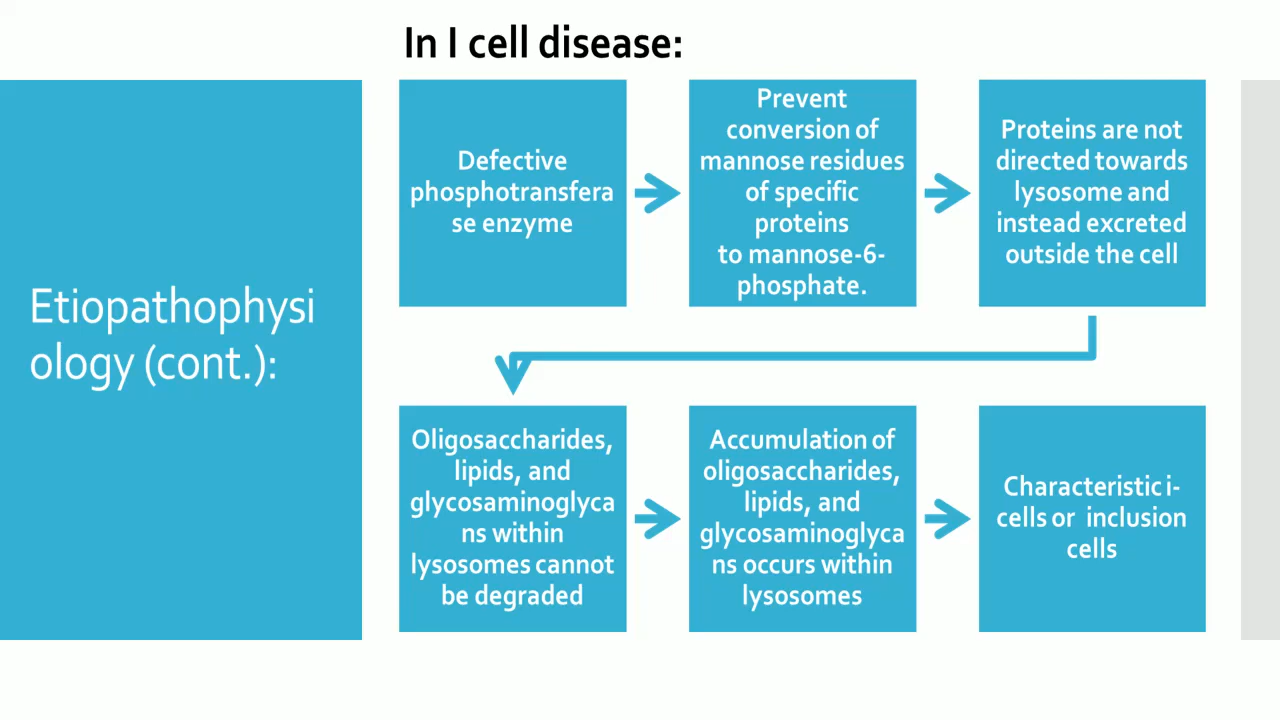 In I cell disease:
Etiopathophysi
ology (cont.):
Defective
phosphotransfera
se enzyme
Prevent
conversion of
mannose residues
of specific
proteins
to mannose-6-
phosphate.
Proteins are not
directed towards
lysosome and
instead excreted
outside the cell
Oligosaccharides,
lipids, and
glycosaminoglyca
ns within
lysosomes cannot
be degraded
Accumulation of
oligosaccharides,
lipids, and
glycosaminoglyca
ns occurs within
lysosomes
Characteristic i-
cells or inclusion
cells